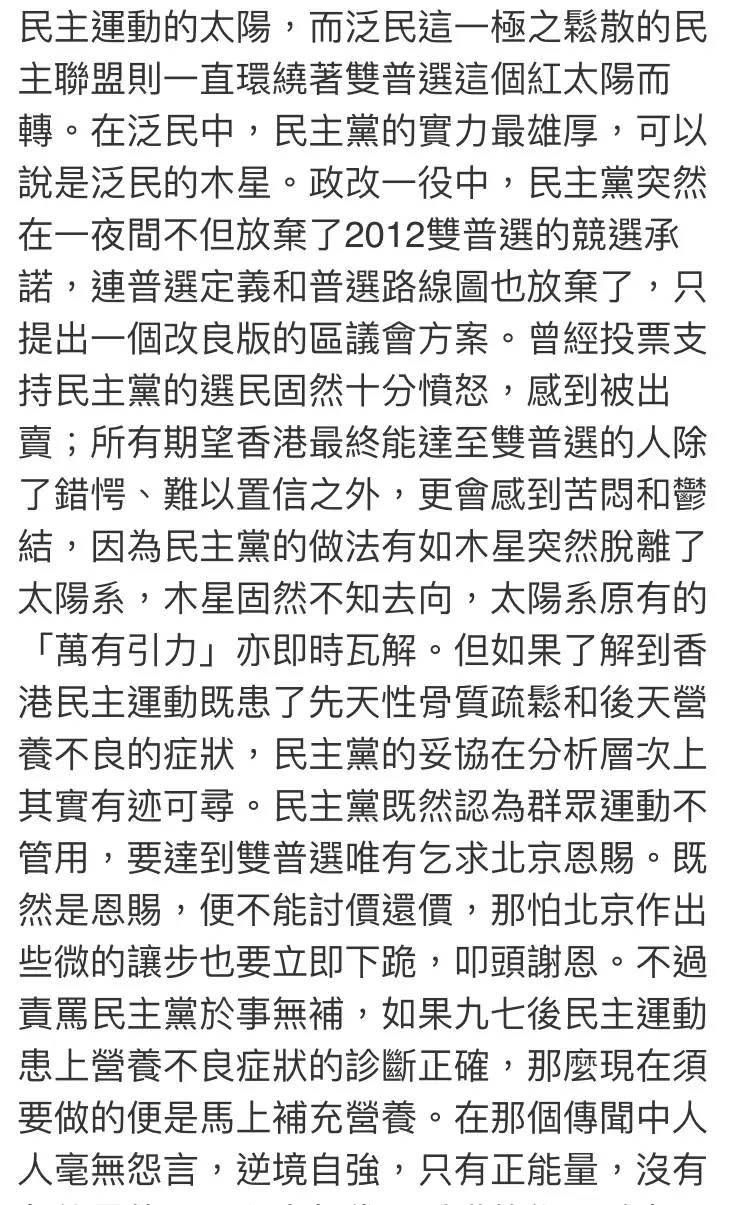 民主運動的太陽，而泛民這一極之鬆散的民
主聯盟則一直環繞著雙普選這個紅太陽而
轉。在泛民中，民主黨的實力最雄厚，可以
說是泛民的木星。政改一役中，民主黨突然
在一夜間不但放棄了2012雙普選的競選承
諾，連普選定義和普選路線圖也放棄了，只
提出一個改良版的區議會方案。曾經投票支
持民主黨的選民固然十分憤怒，感到被出
賣；所有期望香港最終能達至雙普選的人除
了錯愕、難以置信之外，更會感到苦悶和鬱
結，因為民主黨的做法有如木星突然脫離了
太陽系，木星固然不知去向，太陽系原有的
「萬有引力」亦即時瓦解。但如果了解到香
港民主運動既患了先天性骨質疏鬆和後天營
養不良的症狀，民主黨的妥協在分析層次上
其實有迹可尋。民主黨既然認為群眾運動不
管用，要達到雙普選唯有乞求北京恩賜。既
然是恩賜，便不能討價還價，那怕北京作出
些微的讓步也要立即下跪，叩頭謝恩。不過
責罵民主黨於事無補，如果九七後民主運動
患上營養不良症狀的診斷正確，那麼現在須
要做的便是馬上補充營養。在那個傳聞中人
人毫無怨言，逆境自強，只有正能量，沒有